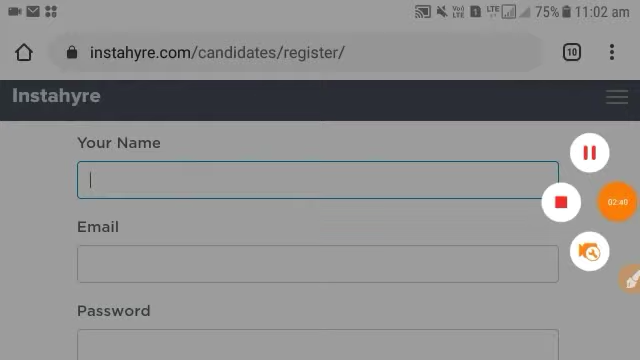 75% 11:02 am
instahyre.com/candidates/register/ 10
Instahyre
Your Name
02:40
Email
Password